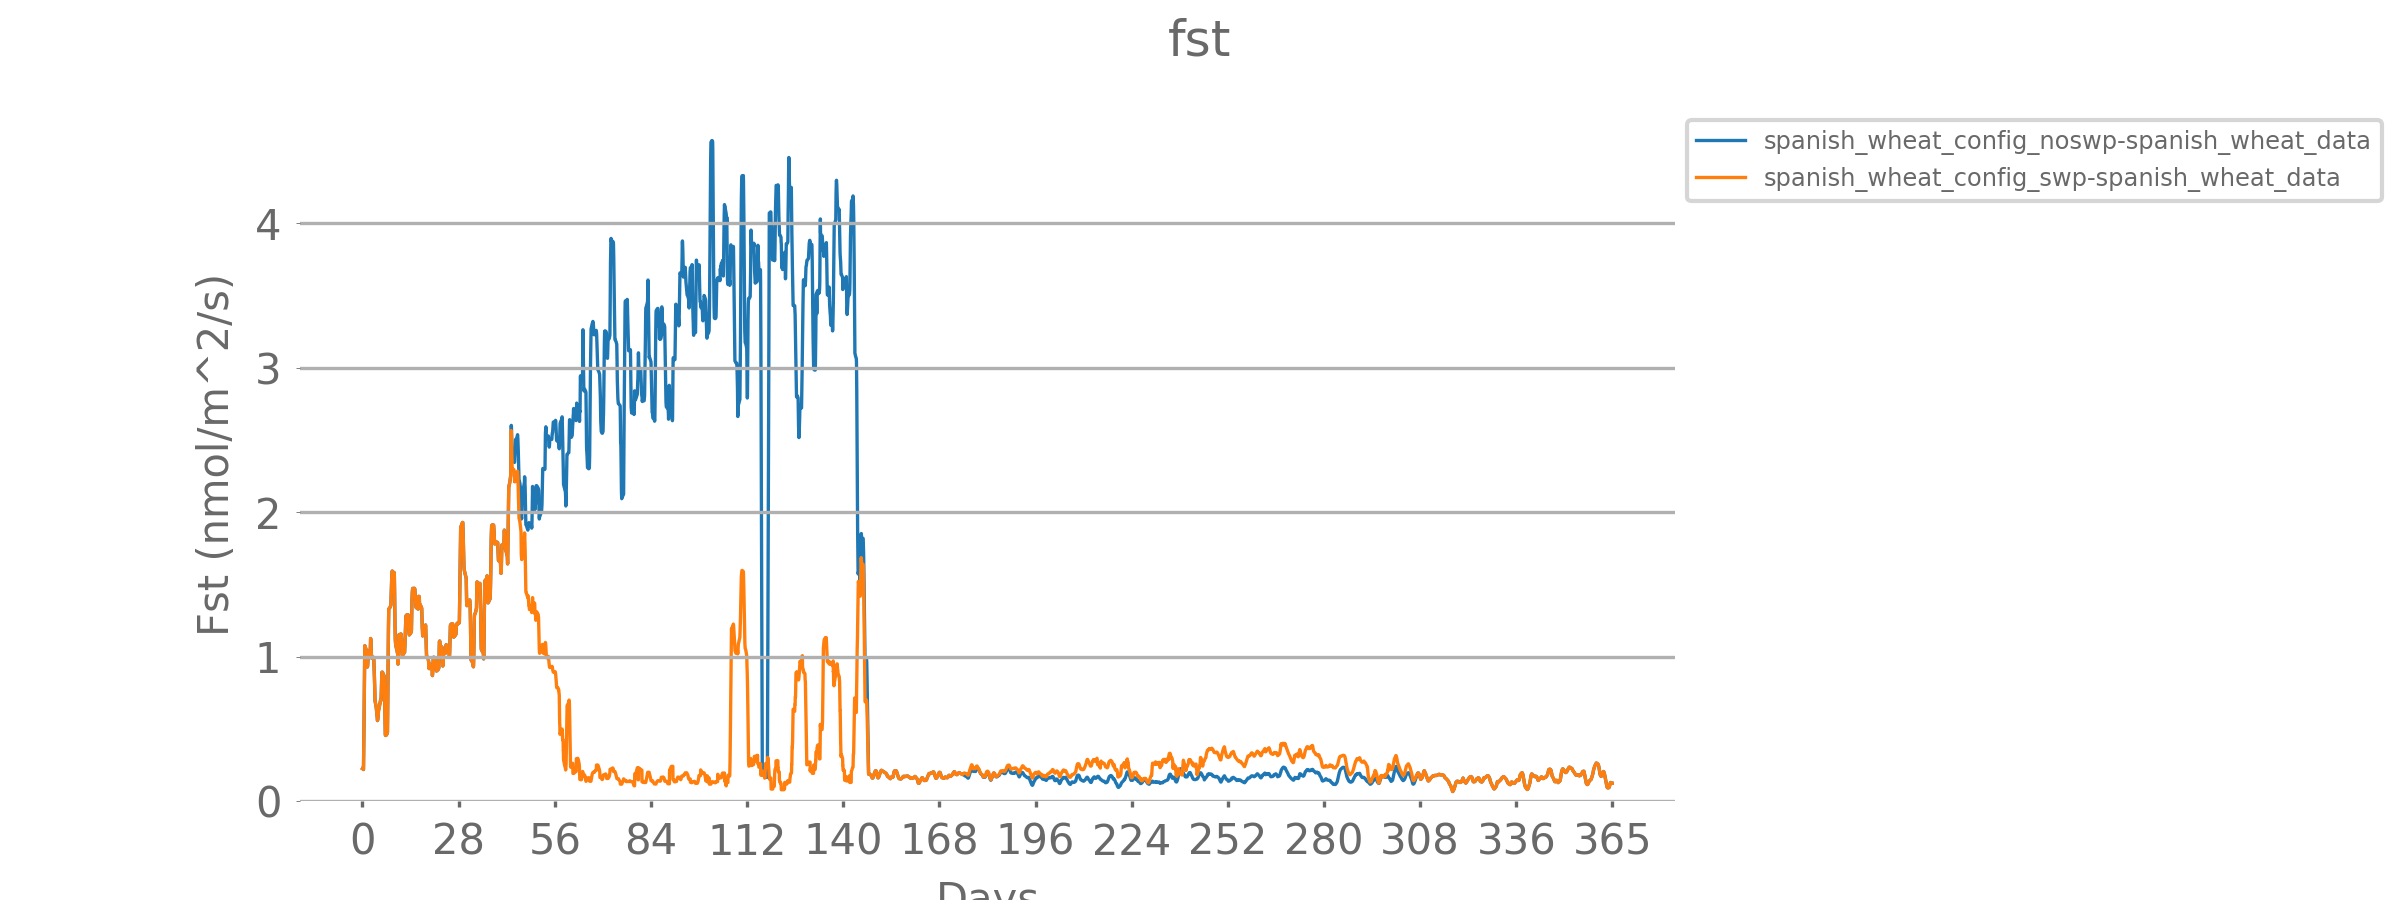 fst
spanish_wheat_config_noswp-spanish_wheat_data
spanish_wheat_config_swp-spanish_wheat_data
Fst (nmol/m^2/s)
4
3
2
1
0
0 28 56 84 112 140 168 196 224 252 280 308 336 365
Days